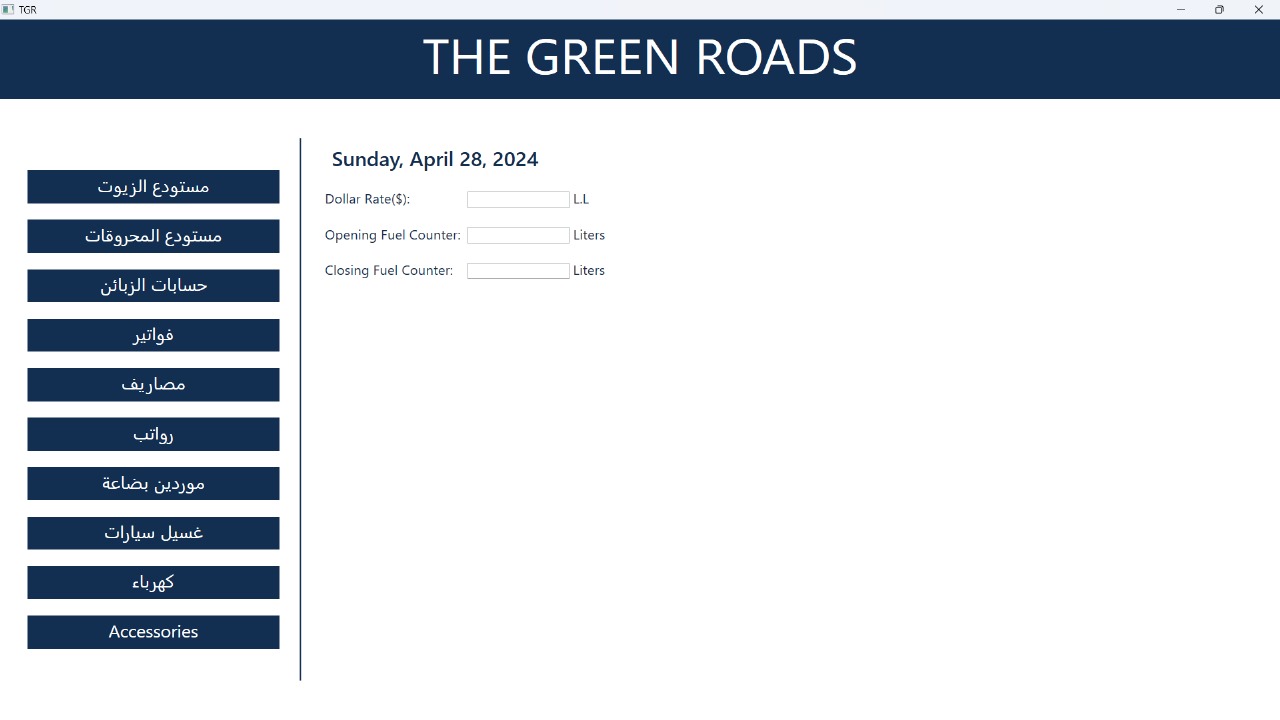 TGR
THE GREEN ROADS
مستودع الزيوت
مستودع المحروقات
حسابات الزبائن
فواتير
مصاريف
رواتب
موردين بضاعة
غسيل سيارات
كهرباء
Accessories
Sunday, April 28, 2024
Dollar Rate($): L.L
Opening Fuel Counter: Liters
Closing Fuel Counter: Liters